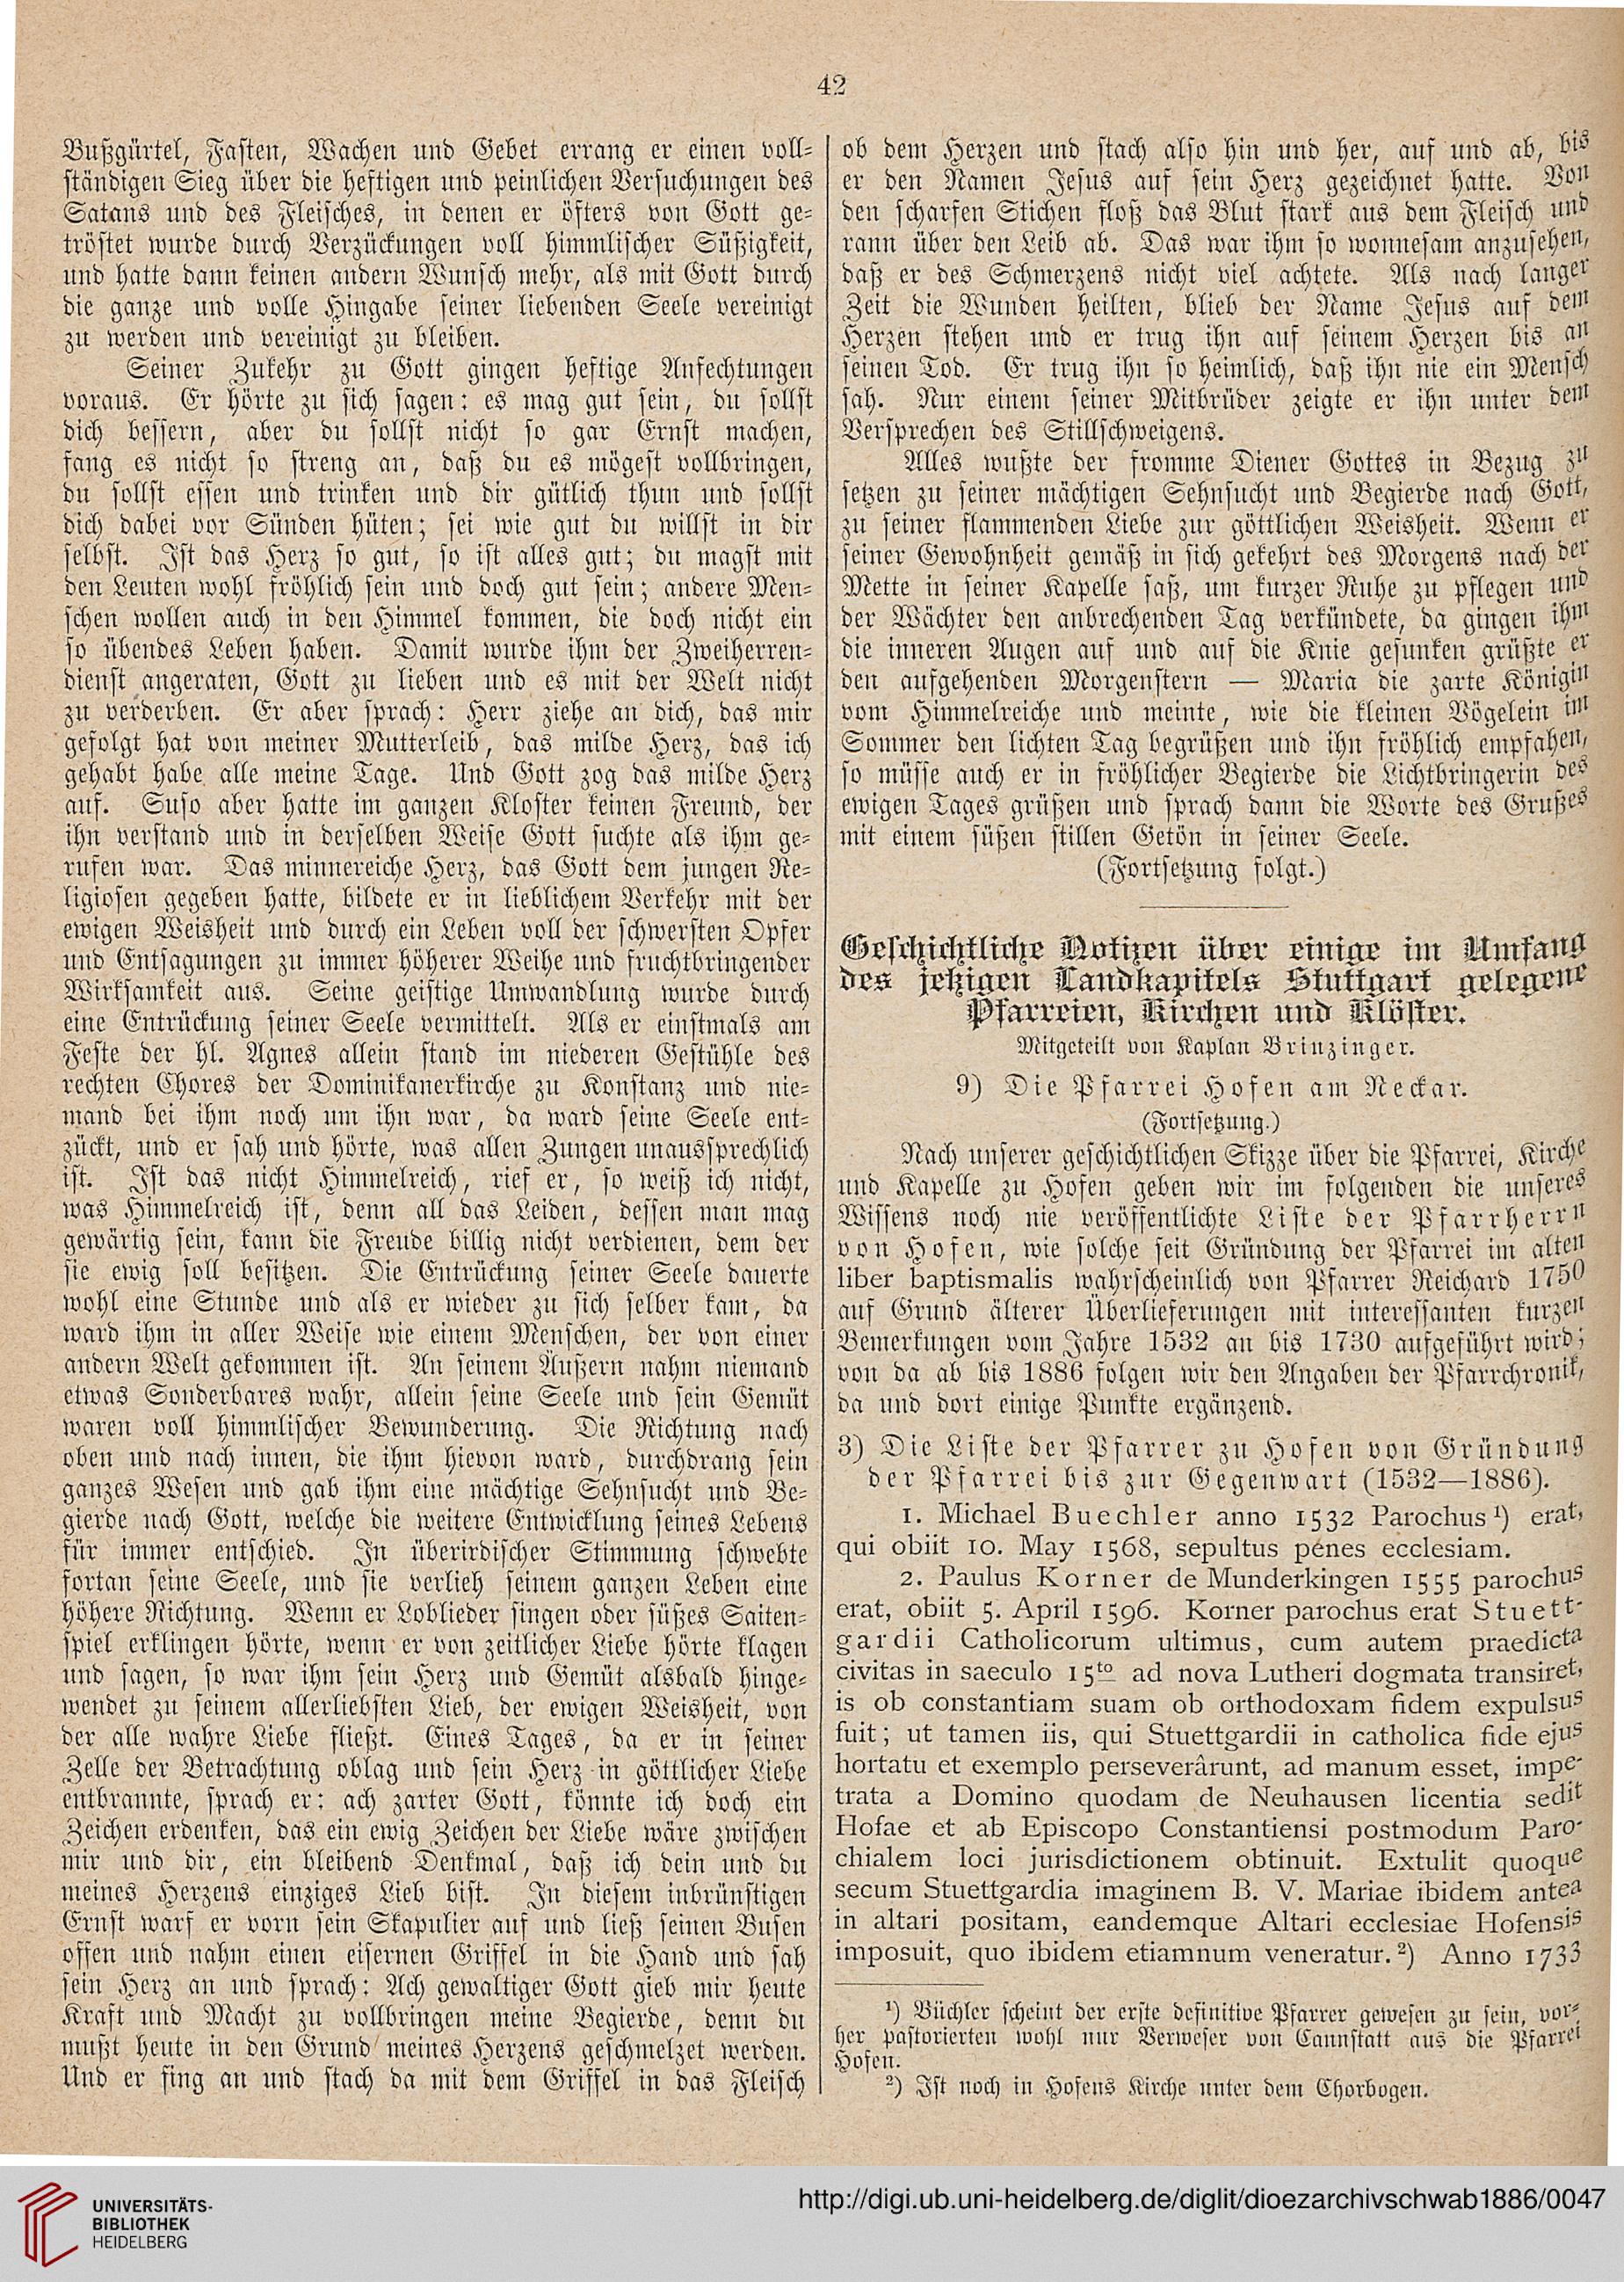 42
Bußgürtel, Fasten, Wachen und Gebet errang er einen voll-
ständigen Sieg über die heftigen und peinlichen Versuchungen des
Satans und des Fleisches, in denen er öfters von Gott ge-
tröstet wurde durch Verzückungen voll himmlischer Süßigkeit,
und hatte dann keinen andern Wunsch mehr, als mit Gott durch
die ganze und volle Hingabe seiner liebenden Seele vereinigt
zu werden und vereinigt zu bleiben.
Seiner Zukehr zu Gott gingen heftige Anfechtungen
voraus. Er hörte zu sich sagen: es mag gut sein, du sollst
dich bessern, aber du sollst nicht so gar Ernst machen,
fang es nicht so streng an, daß du es mögest vollbringen,
du sollst essen und trinken und dir gütlich thun und sollst
dich dabei vor Sünden hüten; sei wie gut du willst in dir
selbst. Ist das Herz so gut, so ist alles gut; du magst mit
den Leuten wohl fröhlich sein und doch gut sein; andere Men-
schen wollen auch in den Himmel kommen, die doch nicht ein
so übendes Leben haben. Damit wurde ihm der Zweiherren-
dienst angeraten, Gott zu lieben und es mit der Welt nicht
zu verderben. Er aber sprach: Herr ziehe an dich, das mir
gefolgt hat von meiner Mutterleib, das milde Herz, das ich
gehabt habe alle meine Tage. Und Gott zog das milde Herz
auf. Suso aber hatte im ganzen Kloster keinen Freund, der
ihn verstand und in derselben Weise Gott suchte als ihm ge-
rufen war. Das minnereiche Herz, das Gott dem jungen Re-
ligiosen gegeben hatte, bildete er in lieblichem Verkehr mit der
ewigen Weisheit und durch ein Leben voll der schwersten Opfer
und Entsagungen zu immer höherer Weihe und fruchtbringender
Wirksamkeit aus. Seine geistige Umwandlung wurde durch
eine Entrückung seiner Seele vermittelt. Als er einstmals am
Feste der hl. Agnes allein stand im niederen Gestühle des
rechten Chores der Dominikanerkirche zu Konstanz und nie-
mand bei ihm noch um ihn war, da ward seine Seele ent-
zückt, und er sah und hörte, was allen Zungen unaussprechlich
ist. Ist das nicht Himmelreich, rief er, so weiß ich nicht,
was Himmelreich ist, denn all das Leiden, dessen man mag
gewärtig sein, kann die Freude billig nicht verdienen, dem der
sie ewig soll besitzen. Die Entrückung seiner Seele dauerte
wohl eine Stunde und als er wieder zu sich selber kam, da
ward ihm in aller Weise wie einem Menschen, der von einer
andern Welt gekommen ist. An seinem Äußern nahm niemand
etwas Sonderbares wahr, allein seine Seele und sein Gemüt
waren voll himmlischer Bewunderung. Die Richtung nach
oben und nach innen, die ihm hievon ward, durchdrang sein
ganzes Wesen und gab ihm eine mächtige Sehnsucht und Be-
gierde nach Gott, welche die weitere Entwicklung seines Lebens
für immer entschied. In überirdischer Stimmung schwebte
fortan seine Seele, und sie verlieh seinem ganzen Leben eine
höhere Richtung. Wenn er Loblieder singen oder süßes Saiten-
spiel erklingen hörte, wenn er von zeitlicher Liebe hörte klagen
und sagen, so war ihm sein Herz und Gemüt alsbald hinge-
wendet zu seinem allerliebsten Lieb, der ewigen Weisheit, von
der alle wahre Liebe fließt. Eines Tages, da er in seiner
Zelle der Betrachtung oblag und sein Herz in göttlicher Liebe
entbrannte, sprach er: ach zarter Gott, könnte ich doch ein
Zeichen erdenken, das ein ewig Zeichen der Liebe wäre zwischen
mir und dir, ein bleibend Denkmal, daß ich dein und du
meines Herzens einziges Lieb bist. In diesem inbrünstigen
Ernst warf er vorn sein Skapulier auf und ließ seinen Busen
offen und nahm einen eisernen Griffel in die Hand und sah
sein Herz an und sprach: Ach gewaltiger Gott gieb mir heute
Kraft und Macht zu vollbringen meine Begierde, denn du
mußt heute in den Grund meines Herzens geschmelzet werden.
Und er fing an und stach da mit dem Griffel in das Fleisch
ob dem Herzen und stach also hin und her, auf und ab, bis
er den Namen Jesus auf sein Herz gezeichnet hatte. Von
den scharfen Stichen floß das Blut stark aus dem Fleisch und
rann über den Leib ab. Das war ihm so wonnesam anzusehen,
daß er des Schmerzens nicht viel achtete. Als nach langer
Zeit die Wunden heilten, blieb der Name Jesus auf dem
Herzen stehen und er trug ihn auf seinem Herzen bis an
seinen Tod. Er trug ihn so heimlich, daß ihn nie ein Mensch
sah. Nur einem seiner Mitbrüder zeigte er ihn unter dem
Versprechen des Stillschweigens.
Alles wußte der fromme Diener Gottes in Bezug zu
setzen zu seiner mächtigen Sehnsucht und Begierde nach Gott,
zu seiner flammenden Liebe zur göttlichen Weisheit. Wenn er
seiner Gewohnheit gemäß in sich gekehrt des Morgens nach der
Mette in seiner Kapelle saß, um kurzer Ruhe zu pflegen und
der Wächter den anbrechenden Tag verkündete, da gingen ihm
die inneren Augen auf und auf die Knie gesunken grüßte er
den aufgehenden Morgenstern — Maria die zarte Königin
vom Himmelreiche und meinte, wie die kleinen Vögelein im
Sommer den lichten Tag begrüßen und ihn fröhlich empfahen,
so müsse auch er in fröhlicher Begierde die Lichtbringerin des
ewigen Tages grüßen und sprach dann die Worte des Grußes
mit einem süßen stillen Getön in seiner Seele.
(Fortsetzung folgt.)
Geschichtliche Notizen über einige im Umfang
des jetzigen Landkapitels Stuttgart gelegene
Pfarreien, Kirchen und Klöster.
Mitgeteilt von Kaplan Brinzinger.
9) Die Pfarrei Hofen am Neckar.
(Fortsetzung.)
Nach unserer geschichtlichen Skizze über die Pfarrei, Kirche
und Kapelle zu Hofen geben wir im folgenden die unseres
Wissens noch nie veröffentlichte Liste der Pfarrherrn
von Hofen, wie solche seit Gründung der Pfarrei im alten
liber baptismalis wahrscheinlich von Pfarrer Reichard 1750
auf Grund älterer Überlieferungen mit interessanten kurzen
Bemerkungen vom Jahre 1532 an bis 1730 aufgeführt wird;
von da ab bis 1886 folgen wir den Angaben der Pfarrchronik,
da und dort einige Punkte ergänzend.
3) Die Liste der Pfarrer zu Hofen von Gründung
der Pfarrei bis zur Gegenwart (1532—1886).
1. Michael Buechler anno 1532 Parochus¹) erat,
qui obiit 10. May 1568, sepultus pénes ecclesiam.
2. Paulus Korner de Munderkingen 1555 parochus
erat, obiit 5. April 1596. Korner parochus erat Stuett-
gardii Catholicorum ultimus, cum autem praedicta
civitas in saeculo 15to ad nova Lutheri dogmata transiret,
is ob constantiam suam ob orthodoxam fidem expulsus
fuit; ut tamen iis, qui Stuettgardii in catholica fide ejus
hortatu et exemplo perseverârunt, ad manum esset, impe-
trata a Domino quodam de Neuhausen licentia sedit
Hofae et ab Episcopo Constantiensi postmodum Paro-
chialem loci jurisdictionem obtinuit. Extulit quoque
secum Stuettgardia imaginem B. V. Mariae ibidem antea
in altari positam, eandemque Altari ecclesiae Hofensis
imposuit, quo ibidem etiamnum veneratur.²) Anno 1733
¹) Büchler scheint der erste definitive Pfarrer gewesen zu sein, vor-
her pastorierten wohl nur Verweser von Cannstatt aus die Pfarrei
Hofen.
²) Ist noch in Hofens Kirche unter dem Chorbogen.
UNIVERSITÄTS-
BIBLIOTHEK
HEIDELBERG
http://digi.ub.uni-heidelberg.de/diglit/dioezarchivschwab1886/0047